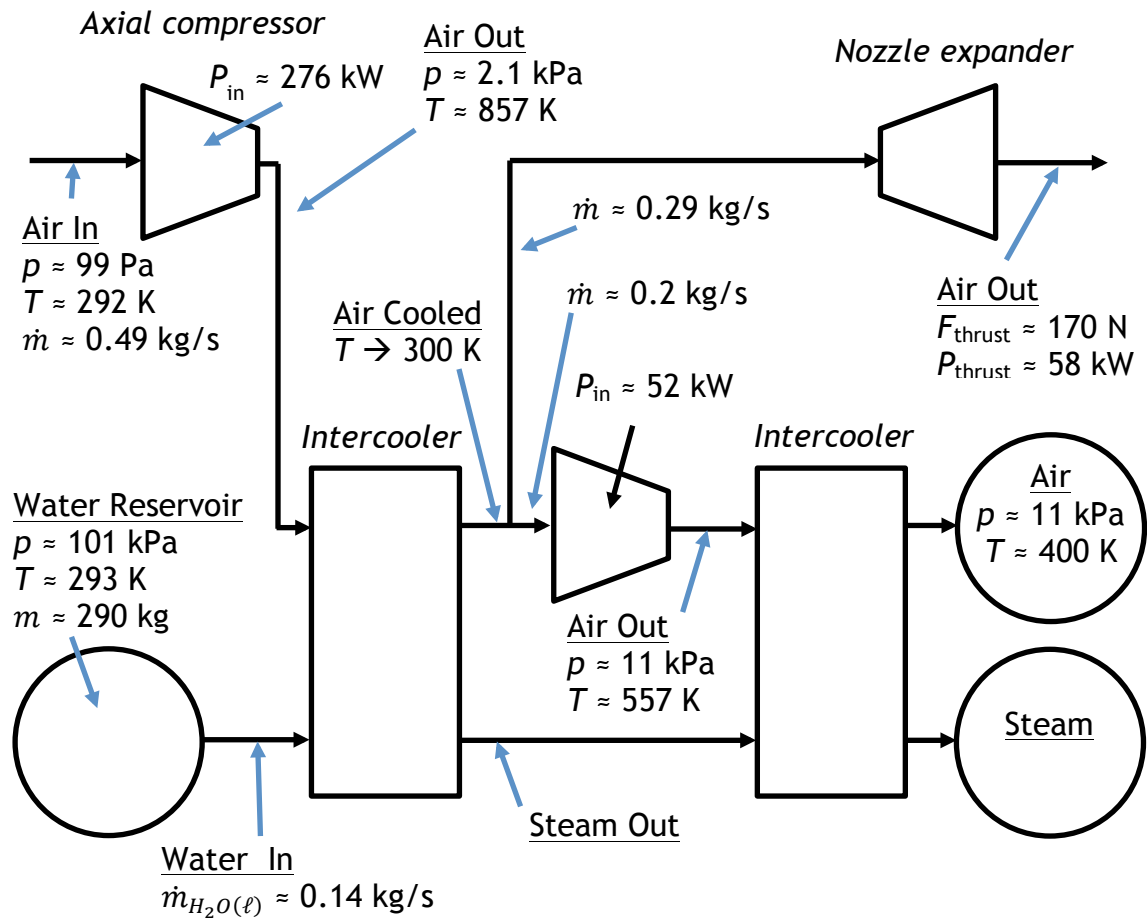 Axial compressor
P_in ≈ 276 kW
Air Out
p ≈ 2.1 kPa
T ≈ 857 K
Nozzle expander
Air In
p ≈ 99 Pa
T ≈ 292 K
ṁ ≈ 0.49 kg/s
ṁ ≈ 0.29 kg/s
ṁ ≈ 0.2 kg/s
Air Cooled
T → 300 K
Air Out
F_thrust ≈ 170 N
P_thrust ≈ 58 kW
P_in ≈ 52 kW
Intercooler
Intercooler
Water Reservoir
p ≈ 101 kPa
T ≈ 293 K
m ≈ 290 kg
Air
p ≈ 11 kPa
T ≈ 400 K
Air Out
p ≈ 11 kPa
T ≈ 557 K
Steam
Steam Out
Water In
ṁ_H₂O(ℓ) ≈ 0.14 kg/s